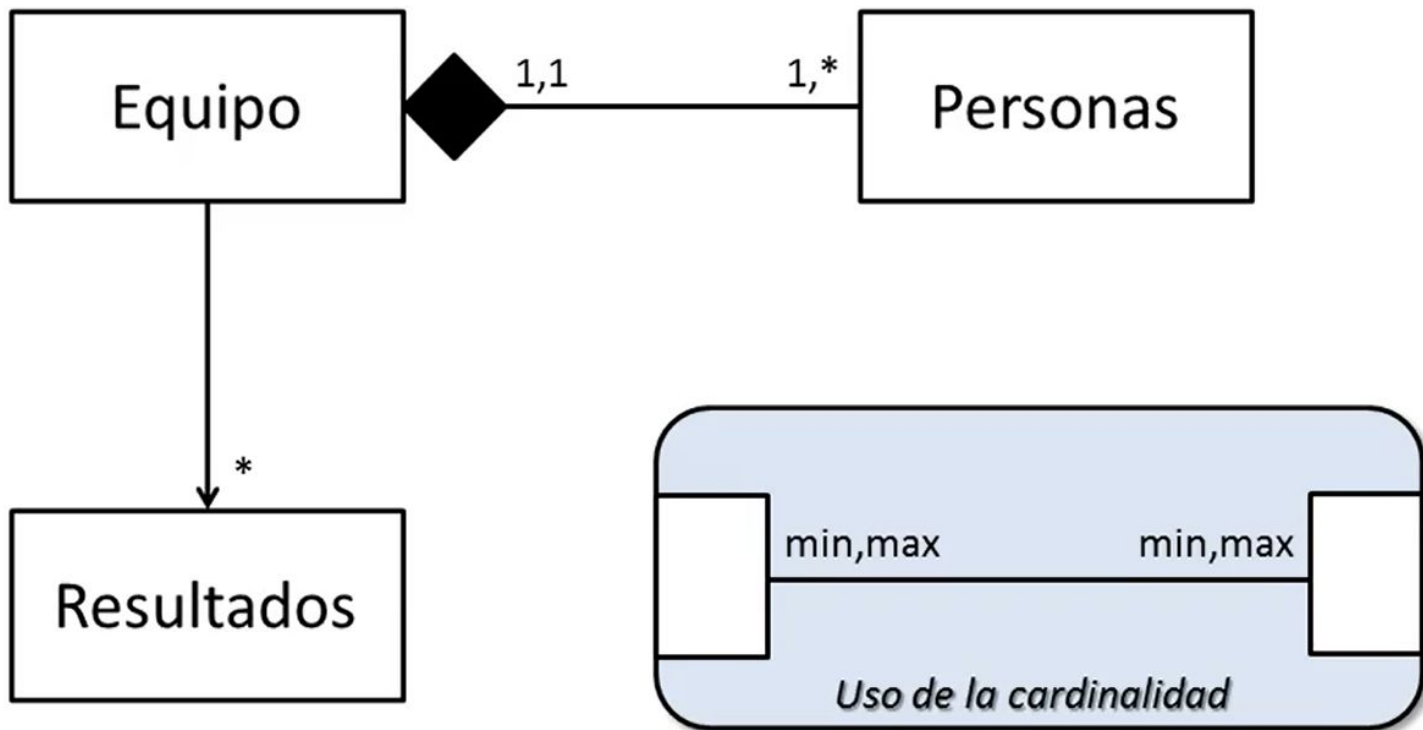 Equipo
1,1
1,*
Personas
*
Resultados
min,max
min,max
Uso de la cardinalidad